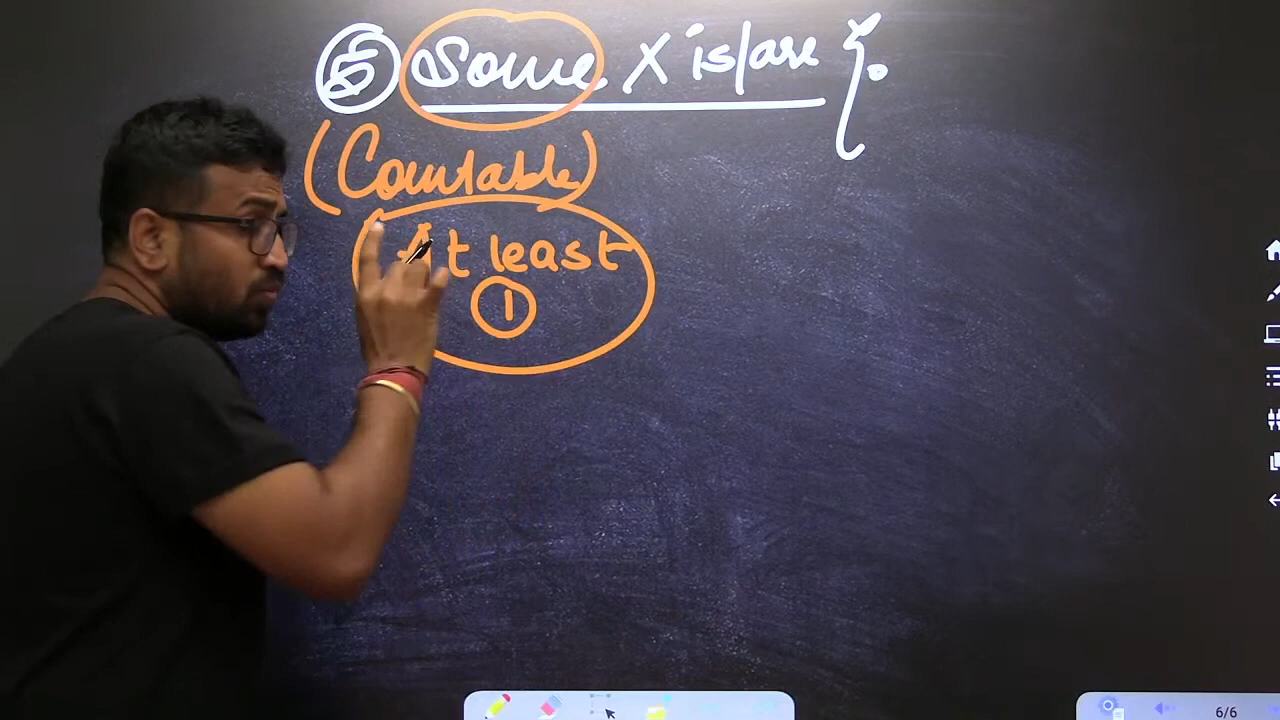 ⑤ Some X is/are Y.
(Countable)
At least
①
6/6